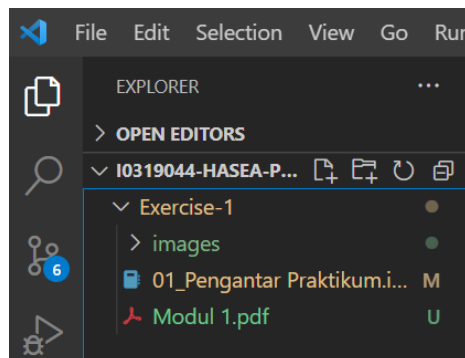 File Edit Selection View Go Rur
EXPLORER ...
OPEN EDITORS
I0319044-HASEA-P...
Exercise-1
images
01_Pengantar Praktikum.i... M
Modul 1.pdf U
6